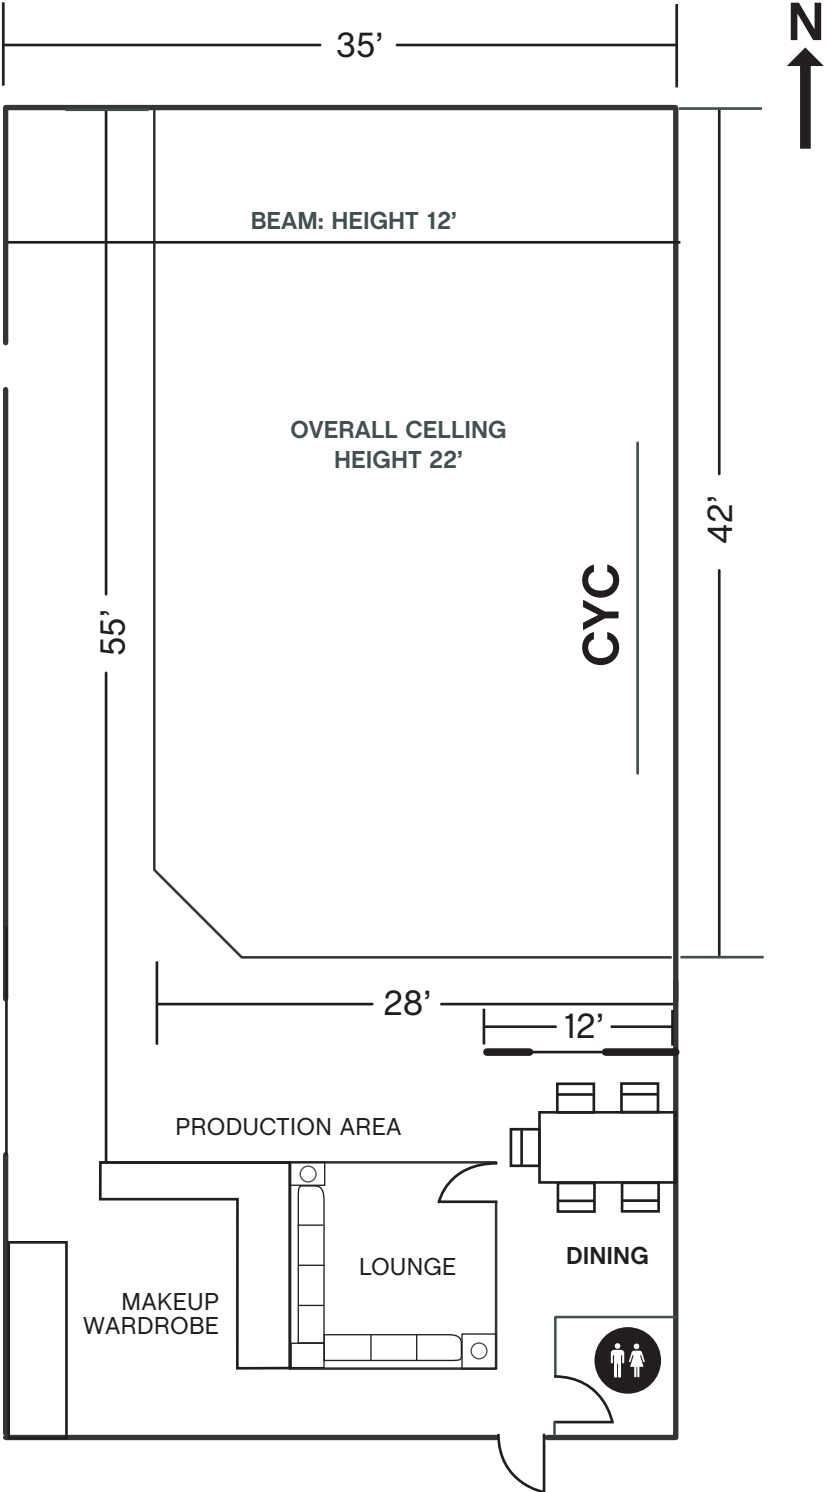 N
35’
BEAM: HEIGHT 12’
OVERALL CELLING
HEIGHT 22’
42’
CYC
55’
28’
12’
PRODUCTION AREA
DINING
LOUNGE
MAKEUP
WARDROBE